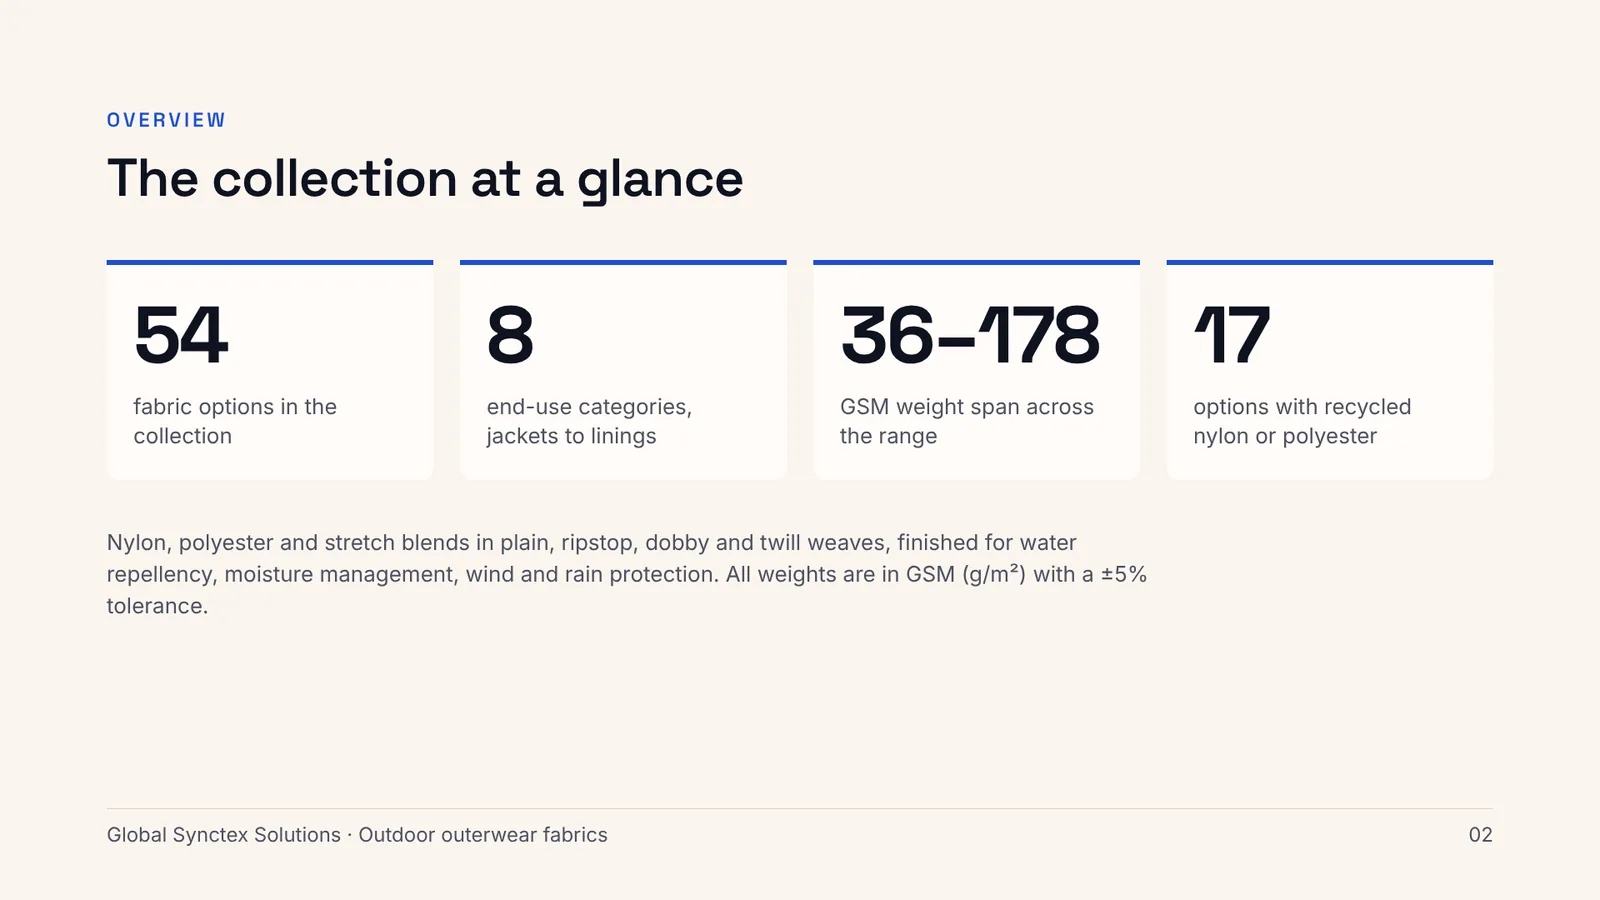 OVERVIEW
The collection at a glance
54
fabric options in the
collection
8
end-use categories,
jackets to linings
36–178
GSM weight span across
the range
17
options with recycled
nylon or polyester
Nylon, polyester and stretch blends in plain, ripstop, dobby and twill weaves, finished for water
repellency, moisture management, wind and rain protection. All weights are in GSM (g/m²) with a ±5%
tolerance.
Global Synctex Solutions · Outdoor outerwear fabrics
02